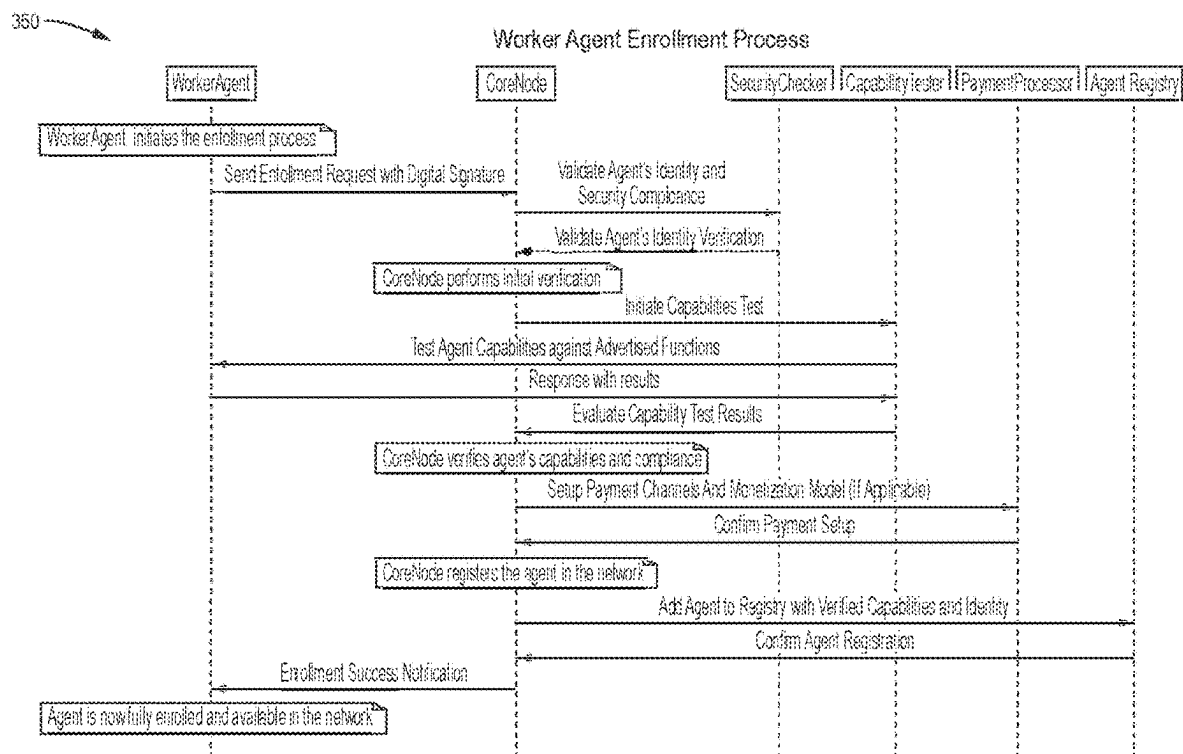 350
Worker Agent Enrollment Process
WorkerAgent
CoreNode
SecurityChecker
CapabilityTester
PaymentProcessor
Agent Registry
WorkerAgent initiates the enrollment process
Send Enrollment Request with Digital Signature
Validate Agent's Identity and
Security Compliance
Validate Agent's Identity Verification
CoreNode performs initial verification
Initiate Capabilities Test
Test Agent Capabilities against Advertised Functions
Response with results
Evaluate Capability Test Results
CoreNode verifies agent's capabilities and compliance
Setup Payment Channels And Monetization Model (If Applicable)
Confirm Payment Setup
CoreNode registers the agent in the network
Add Agent to Registry with Verified Capabilities and Identity
Confirm Agent Registration
Enrollment Success Notification
Agent is now fully enrolled and available in the network